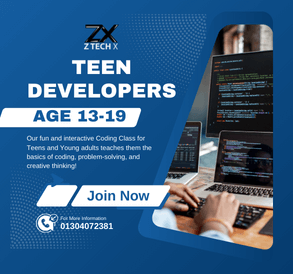 ZX
Z TECH X
TEEN
DEVELOPERS
AGE 13-19
Our fun and interactive Coding Class for
Teens and Young adults teaches them the
basics of coding, problem-solving, and
creative thinking!
Join Now
For More Information
01304072381